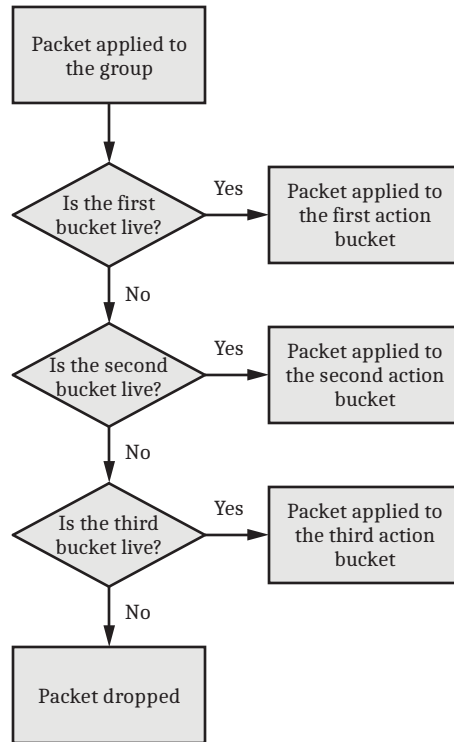 Packet applied to
the group
Is the first
bucket live?
Yes
Packet applied to
the first action
bucket
No
Is the second
bucket live?
Yes
Packet applied to
the second action
bucket
No
Is the third
bucket live?
Yes
Packet applied to
the third action
bucket
No
Packet dropped